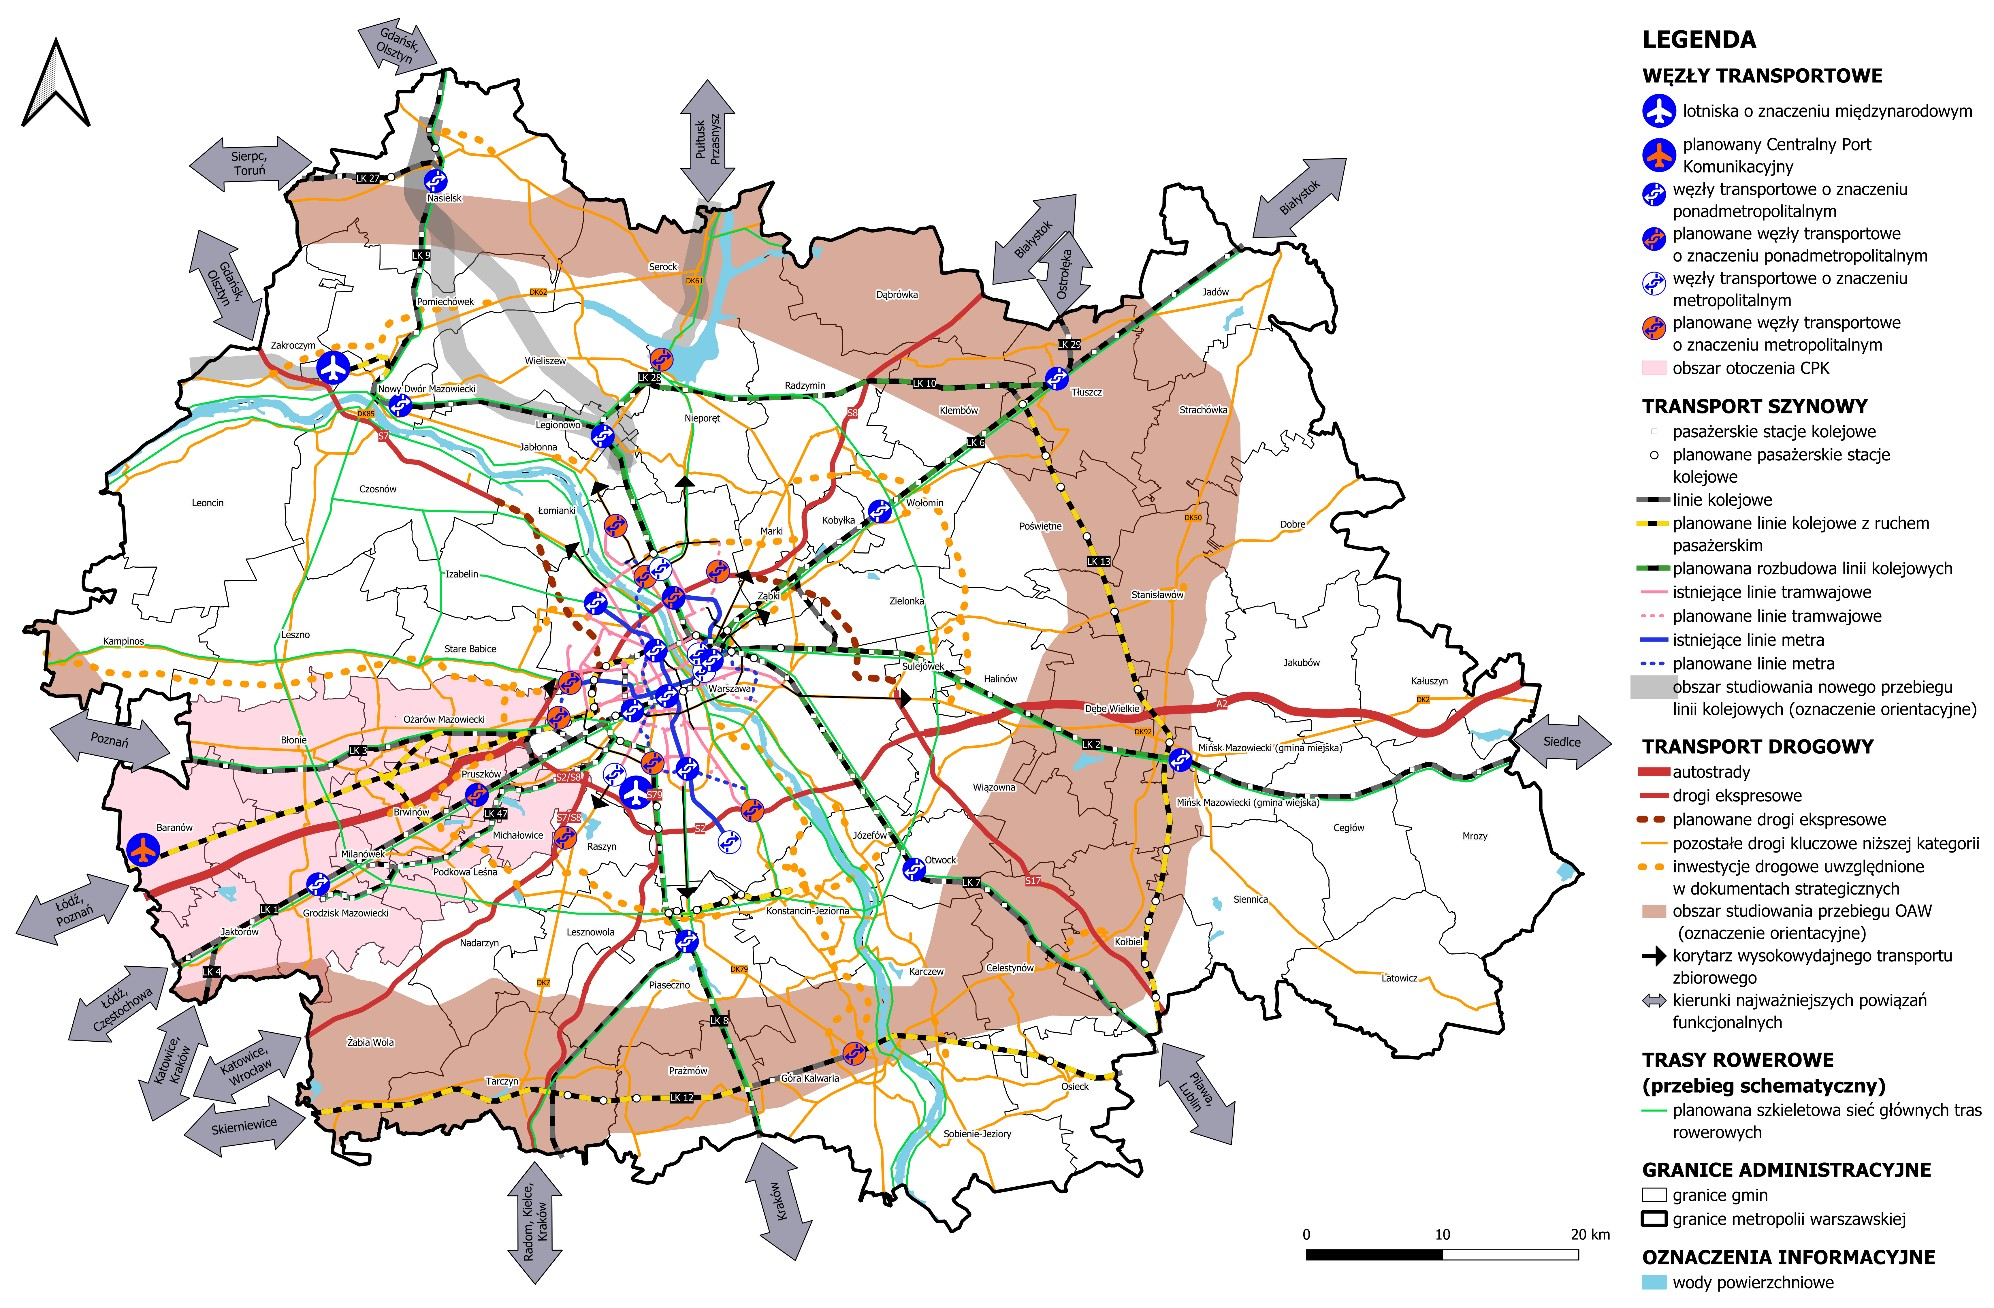 Gdańsk,
Olsztyn
Sierpc,
Toruń
Pułtusk
Przasnysz
Białystok
Białystok
Ostrołęka
Gdańsk,
Olsztyn
LK 27
Nasielsk
LK 9
Serock
DK61
DK62
Pomiechówek
Dąbrówka
Jadów
Zakroczym
Wieliszew
LK 29
LK 28
Nowy Dwór Mazowiecki
Radzymin
LK 10
Tłuszcz
DK85
S7
Legionowo
Nieporęt
S8
Klembów
Strachówka
Jabłonna
LK 6
Leoncin
Czosnów
Łomianki
Wołomin
Kobyłka
Marki
Poświętne
DK50
Dobre
LK 13
Izabelin
Ząbki
Zielonka
Stanisławów
Kampinos
Leszno
Stare Babice
Sulejówek
Halinów
Jakubów
Kałuszyn
Warszawa
DK2
A2
Dębe Wielkie
DK92
LK 2
Poznań
Ożarów Mazowiecki
Błonie
LK 3
Mińsk Mazowiecki (gmina miejska)
Siedlce
Pruszków
S2/S8
S79
Wiązowna
Mińsk Mazowiecki (gmina wiejska)
Brwinów
LK 47
S7/S8
S2
Baranów
Michałowice
Raszyn
Józefów
Cegłów
Mrozy
Milanówek
Otwock
Podkowa Leśna
LK 7
S17
Łódź,
Poznań
LK 1
Grodzisk Mazowiecki
Konstancin-Jeziorna
Siennica
Jaktorów
Nadarzyn
Lesznowola
Kołbiel
LK 4
DK7
DK79
Karczew
Celestynów
Latowicz
Piaseczno
Łódź,
Częstochowa
LK 8
Żabia Wola
Katowice,
Kraków
Katowice,
Wrocław
Prażmów
Góra Kalwaria
Tarczyn
Osieck
LK 12
Skierniewice
Sobienie-Jeziory
Pilawa,
Lublin
Radom, Kielce,
Kraków
Kraków
0 10 20 km
LEGENDA
WĘZŁY TRANSPORTOWE
lotniska o znaczeniu międzynarodowym
planowany Centralny Port
Komunikacyjny
węzły transportowe o znaczeniu
ponadmetropolitalnym
planowane węzły transportowe
o znaczeniu ponadmetropolitalnym
węzły transportowe o znaczeniu
metropolitalnym
planowane węzły transportowe
o znaczeniu metropolitalnym
obszar otoczenia CPK
TRANSPORT SZYNOWY
pasażerskie stacje kolejowe
planowane pasażerskie stacje
kolejowe
linie kolejowe
planowane linie kolejowe z ruchem
pasażerskim
planowana rozbudowa linii kolejowych
istniejące linie tramwajowe
planowane linie tramwajowe
istniejące linie metra
planowane linie metra
obszar studiowania nowego przebiegu
linii kolejowych (oznaczenie orientacyjne)
TRANSPORT DROGOWY
autostrady
drogi ekspresowe
planowane drogi ekspresowe
pozostałe drogi kluczowe niższej kategorii
inwestycje drogowe uwzględnione
w dokumentach strategicznych
obszar studiowania przebiegu OAW
(oznaczenie orientacyjne)
korytarz wysokowydajnego transportu
zbiorowego
kierunki najważniejszych powiązań
funkcjonalnych
TRASY ROWEROWE
(przebieg schematyczny)
planowana szkieletowa sieć głównych tras
rowerowych
GRANICE ADMINISTRACYJNE
granice gmin
granice metropolii warszawskiej
OZNACZENIA INFORMACYJNE
wody powierzchniowe